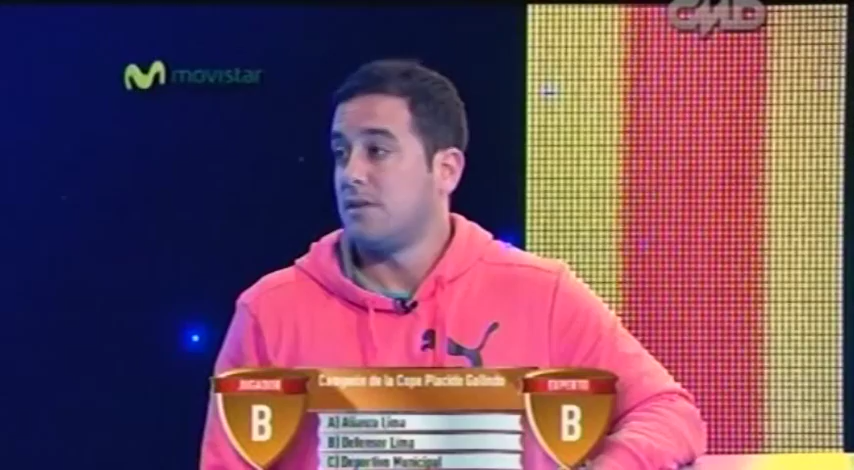 CMD
movistar
JUGADOR
Campeón de la Copa Plácido Galindo
EXPERTO
B
B
A) Alianza Lima
B) Defensor Lima
C) Deportivo Municipal